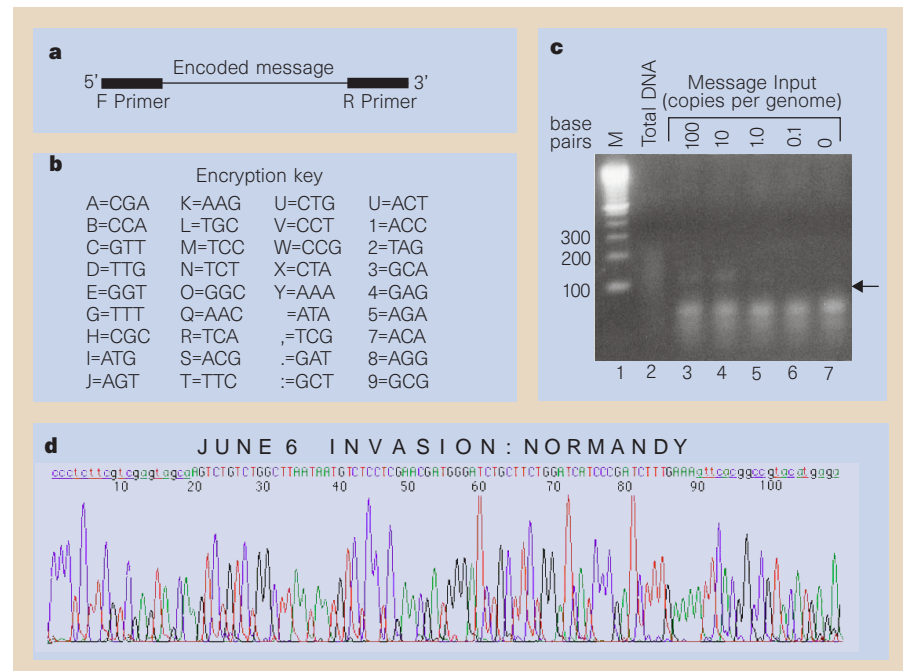 a
5' Encoded message 3'
F Primer R Primer
b
Encryption key
A=CGA K=AAG U=CTG U=ACT
B=CCA L=TGC V=CCT 1=ACC
C=GTT M=TCC W=CCG 2=TAG
D=TTG N=TCT X=CTA 3=GCA
E=GGT O=GGC Y=AAA 4=GAG
G=TTT Q=AAC =ATA 5=AGA
H=CGC R=TCA ,=TCG 7=ACA
I=ATG S=ACG .=GAT 8=AGG
J=AGT T=TTC :=GCT 9=GCG
c
Message Input
(copies per genome)
base pairs M Total DNA 100 10 1.0 0.1 0
300
200
100
1 2 3 4 5 6 7
d
JUNE 6 INVASION: NORMANDY
ccctcttcgtcgagtagcaAGTCTGTCTGGCTTAATAATGTCTCCTCGAACGATGGGATCTGCTTCTGGATCATCCCGATCTTTGAAAattcacggccgtacatgaga
10 20 30 40 50 60 70 80 90 100